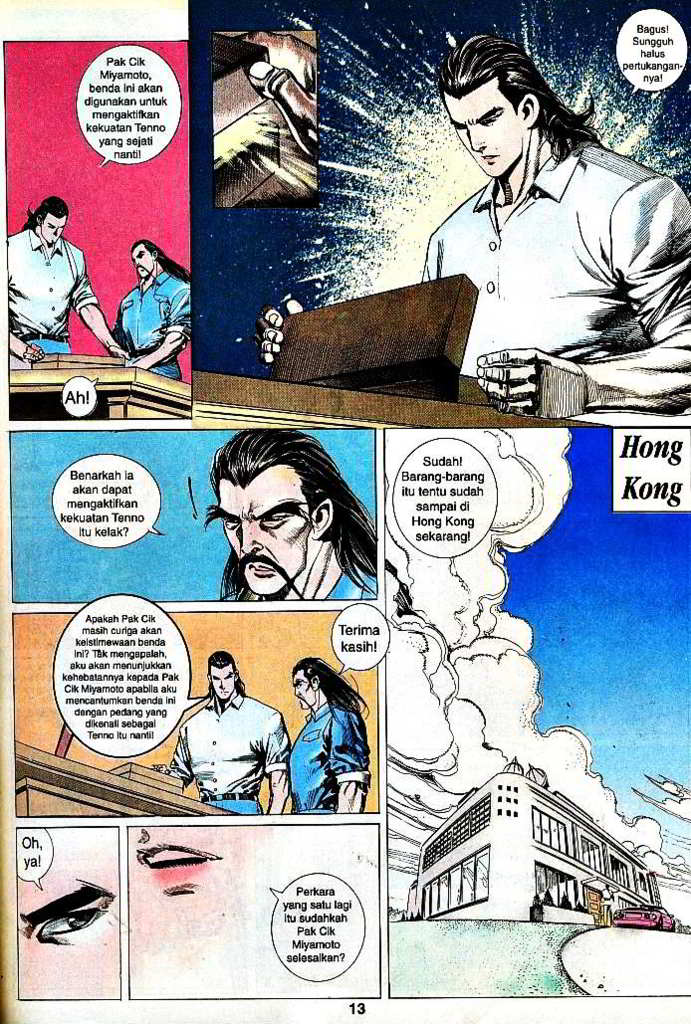 Pak Cik
Miyamoto,
benda ini akan
digunakan untuk
mengaktifkan
kekuatan Tenno
yang sejati
nanti!
Ah!
Bagus!
Sungguh
halus
pertukangan-
nya!
Benarkah ia
akan dapat
mengaktifkan
kekuatan Tenno
itu kelak?
Apakah Pak Cik
masih curiga akan
keistimewaan benda
ini? Tak mengapalah,
aku akan menunjukkan
kehebatannya kepada Pak
Cik Miyamoto apabila aku
mencantumkan benda ini
dengan pedang yang
dikenali sebagai
Tenno itu nanti!
Terima
kasih!
Oh,
ya!
Perkara
yang satu lagi
itu sudahkah
Pak Cik
Miyamoto
selesaikan?
Sudah!
Barang-barang
itu tentu sudah
sampai di
Hong Kong
sekarang!
Hong
Kong
13